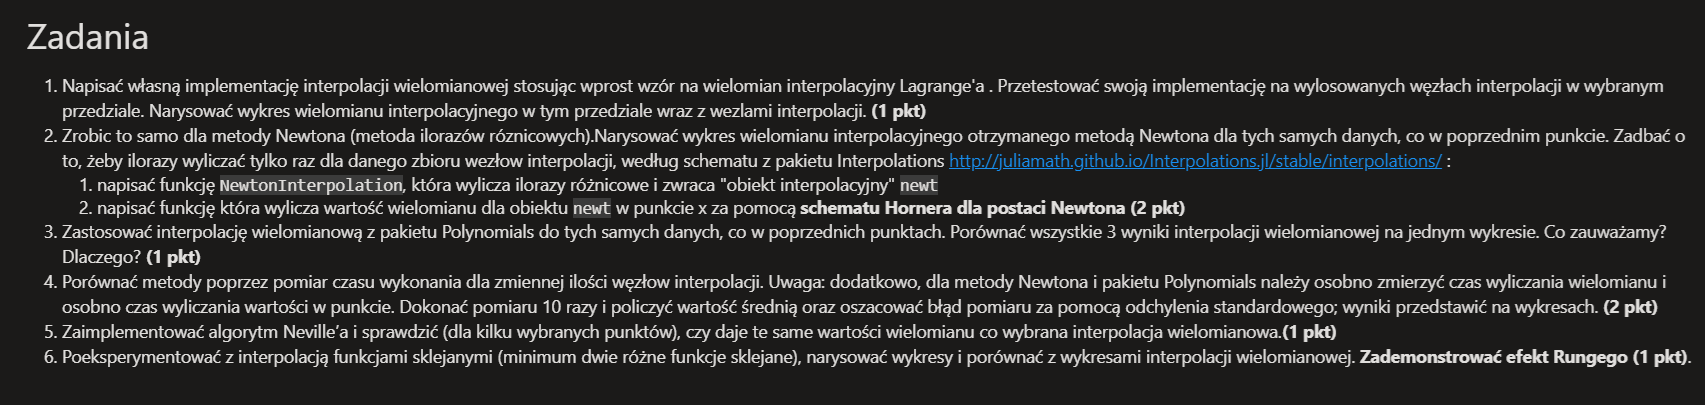 Zadania
1. Napisać własną implementację interpolacji wielomianowej stosując wprost wzór na wielomian interpolacyjny Lagrange'a . Przetestować swoją implementację na wylosowanych węzłach interpolacji w wybranym
przedziale. Narysować wykres wielomianu interpolacyjnego w tym przedziale wraz z wezlami interpolacji. (1 pkt)
2. Zrobic to samo dla metody Newtona (metoda ilorazów róznicowych).Narysować wykres wielomianu interpolacyjnego otrzymanego metodą Newtona dla tych samych danych, co w poprzednim punkcie. Zadbać o
to, żeby ilorazy wyliczać tylko raz dla danego zbioru wezłow interpolacji, według schematu z pakietu Interpolations http://juliamath.github.io/Interpolations.jl/stable/interpolations/ :
1. napisać funkcję NewtonInterpolation, która wylicza ilorazy różnicowe i zwraca "obiekt interpolacyjny" newt
2. napisać funkcję która wylicza wartość wielomianu dla obiektu newt w punkcie x za pomocą schematu Hornera dla postaci Newtona (2 pkt)
3. Zastosować interpolację wielomianową z pakietu Polynomials do tych samych danych, co w poprzednich punktach. Porównać wszystkie 3 wyniki interpolacji wielomianowej na jednym wykresie. Co zauważamy?
Dlaczego? (1 pkt)
4. Porównać metody poprzez pomiar czasu wykonania dla zmiennej ilości węzłow interpolacji. Uwaga: dodatkowo, dla metody Newtona i pakietu Polynomials należy osobno zmierzyć czas wyliczania wielomianu i
osobno czas wyliczania wartości w punkcie. Dokonać pomiaru 10 razy i policzyć wartość średnią oraz oszacować błąd pomiaru za pomocą odchylenia standardowego; wyniki przedstawić na wykresach. (2 pkt)
5. Zaimplementować algorytm Neville’a i sprawdzić (dla kilku wybranych punktów), czy daje te same wartości wielomianu co wybrana interpolacja wielomianowa.(1 pkt)
6. Poeksperymentować z interpolacją funkcjami sklejanymi (minimum dwie różne funkcje sklejane), narysować wykresy i porównać z wykresami interpolacji wielomianowej. Zademonstrować efekt Rungego (1 pkt).